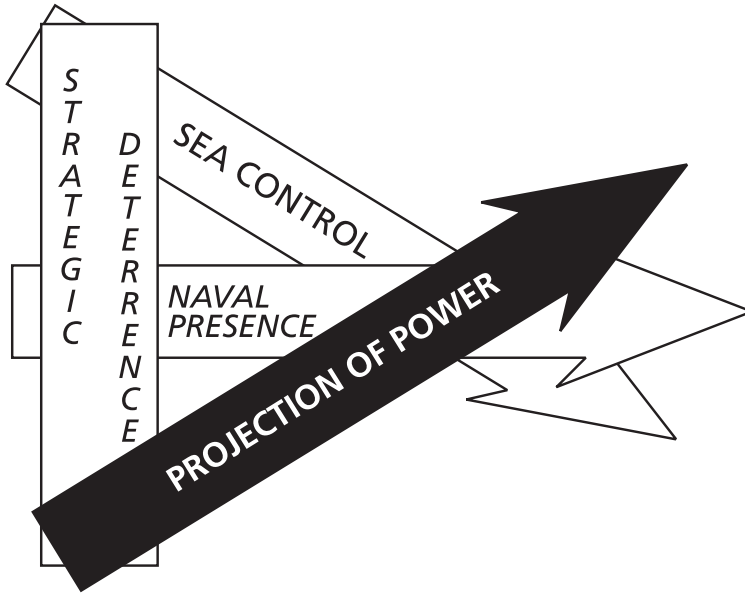 STRATEGIC
DETERRENCE
SEA CONTROL
NAVAL
PRESENCE
PROJECTION OF POWER